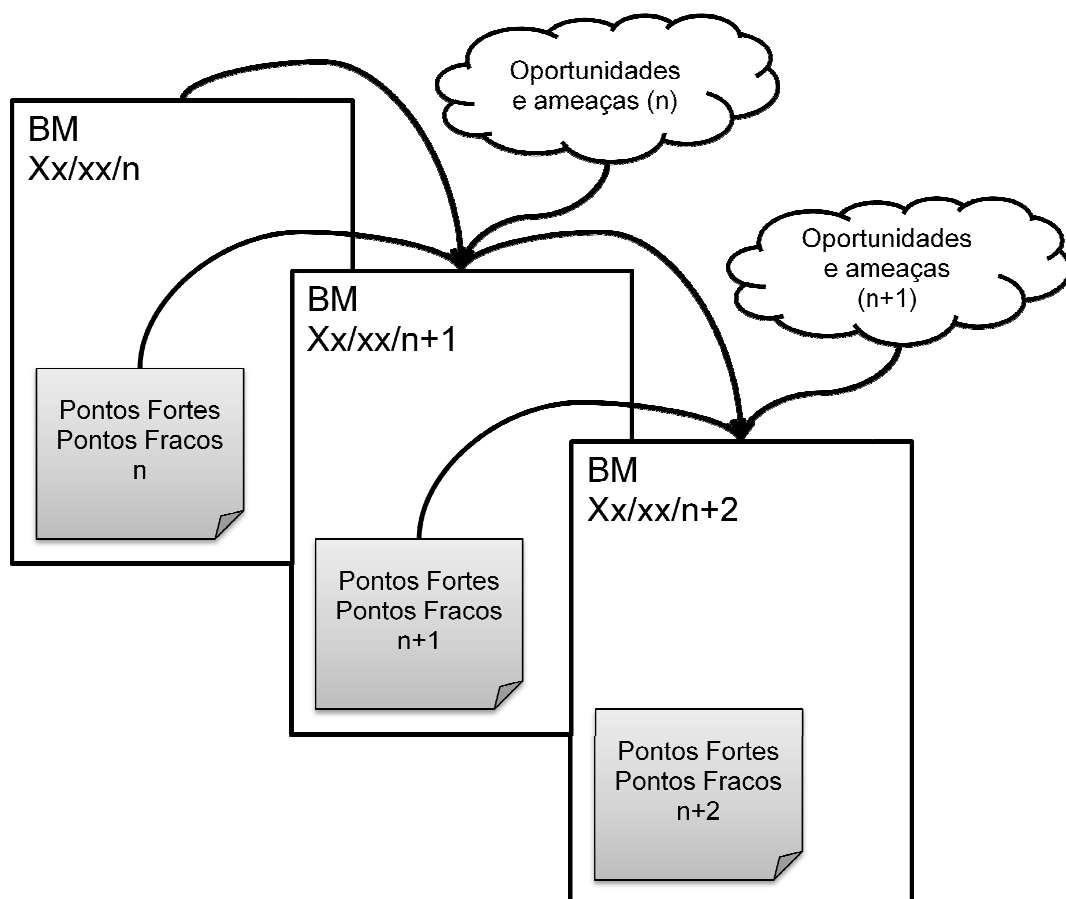 Oportunidades
e ameaças (n)
BM
Xx/xx/n
Oportunidades
e ameaças
(n+1)
BM
Xx/xx/n+1
Pontos Fortes
Pontos Fracos
n
BM
Xx/xx/n+2
Pontos Fortes
Pontos Fracos
n+1
Pontos Fortes
Pontos Fracos
n+2